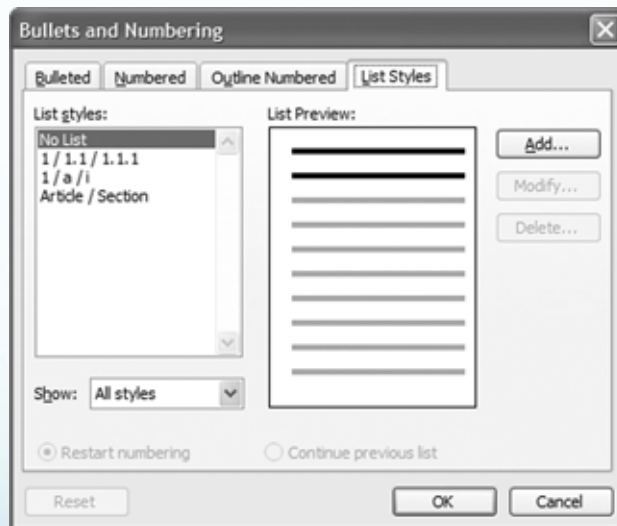 Bullets and Numbering
Bulleted Numbered Outline Numbered List Styles
List styles: List Preview:
No List
1 / 1.1 / 1.1.1
1 / a / i
Article / Section
Add...
Modify...
Delete...
Show: All styles
Restart numbering Continue previous list
Reset OK Cancel